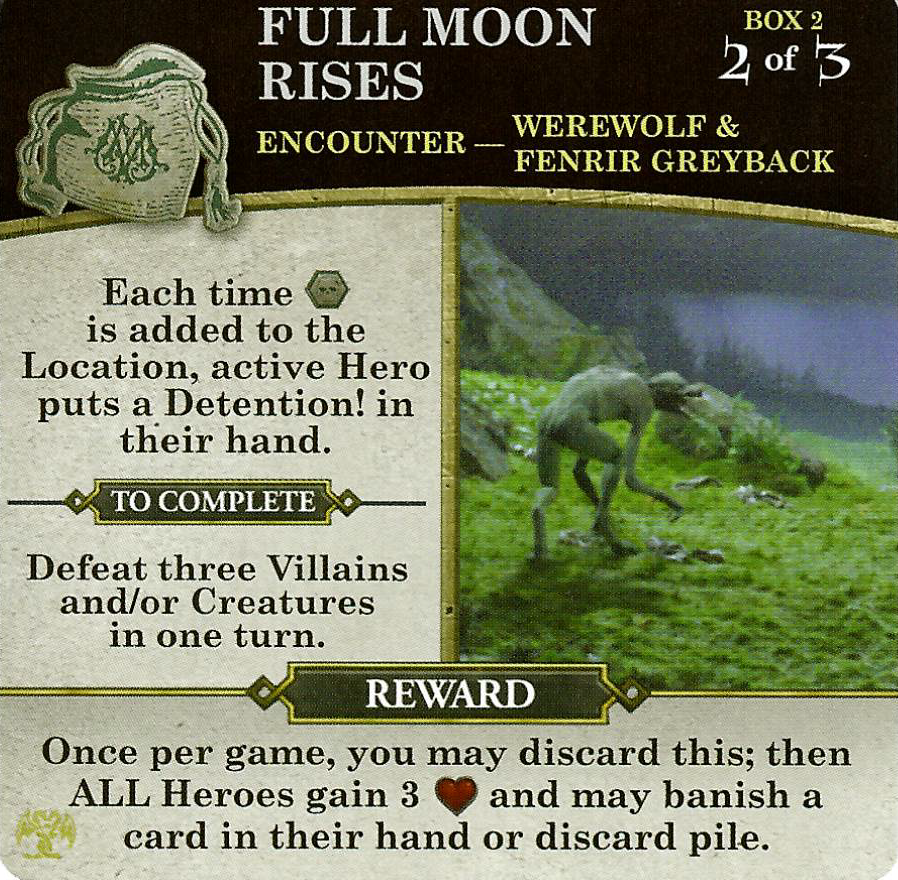 FULL MOON
RISES
BOX 2
2 of 3
ENCOUNTER — WEREWOLF &
FENRIR GREYBACK
Each time
is added to the
Location, active Hero
puts a Detention! in
their hand.
TO COMPLETE
Defeat three Villains
and/or Creatures
in one turn.
REWARD
Once per game, you may discard this; then
ALL Heroes gain 3 and may banish a
card in their hand or discard pile.